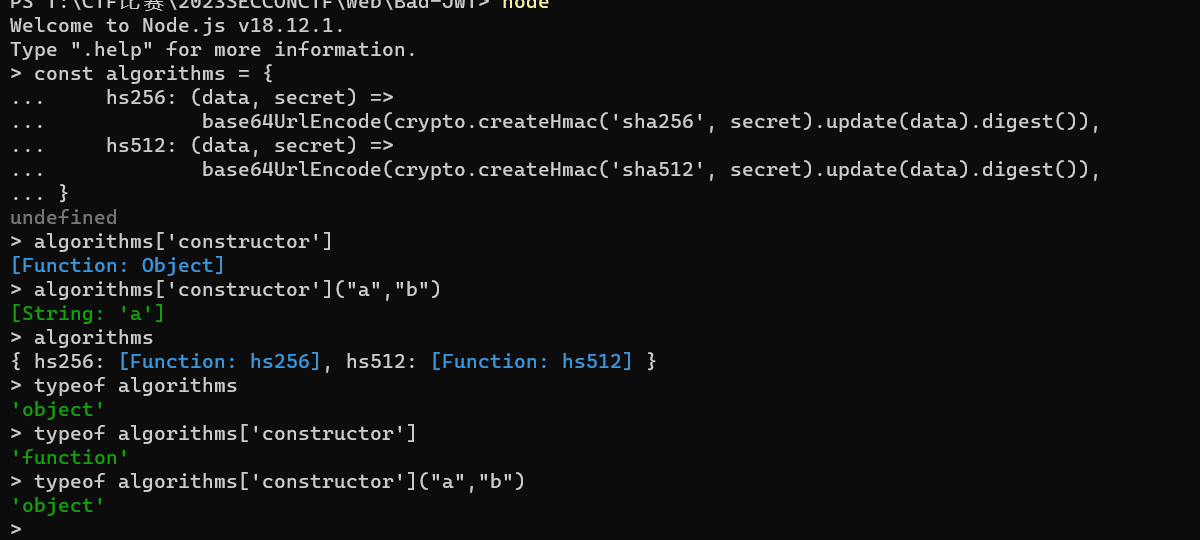 PS T:\CTF比赛\2023SECCONCTF\Web\Bad-JWT> node
Welcome to Node.js v18.12.1.
Type ".help" for more information.
> const algorithms = {
...     hs256: (data, secret) =>
...             base64UrlEncode(crypto.createHmac('sha256', secret).update(data).digest()),
...     hs512: (data, secret) =>
...             base64UrlEncode(crypto.createHmac('sha512', secret).update(data).digest()),
... }
undefined
> algorithms['constructor']
[Function: Object]
> algorithms['constructor']("a","b")
[String: 'a']
> algorithms
{ hs256: [Function: hs256], hs512: [Function: hs512] }
> typeof algorithms
'object'
> typeof algorithms['constructor']
'function'
> typeof algorithms['constructor']("a","b")
'object'
>